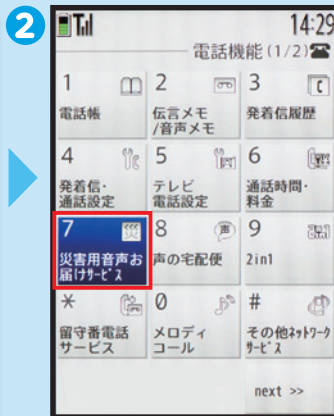 2
14:29
電話機能(1/2)
1
電話帳
2
伝言メモ
/音声メモ
3
発着信履歴
4
発着信・
通話設定
5
テレビ
電話設定
6
通話時間・
料金
7
災害用音声お
届けサービス
8
声の宅配便
9
2in1
*
留守番電話
サービス
0
メロディ
コール
#
その他ネットワーク
サービス
next >>